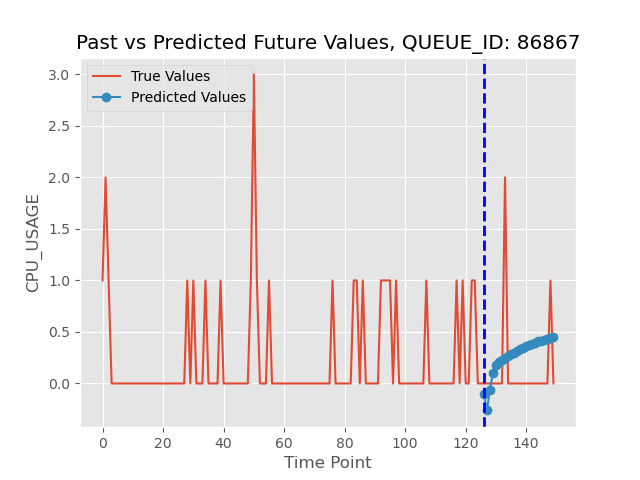 Past vs Predicted Future Values, QUEUE_ID: 86867
True Values
Predicted Values
CPU_USAGE
3.0
2.5
2.0
1.5
1.0
0.5
0.0
0 20 40 60 80 100 120 140
Time Point